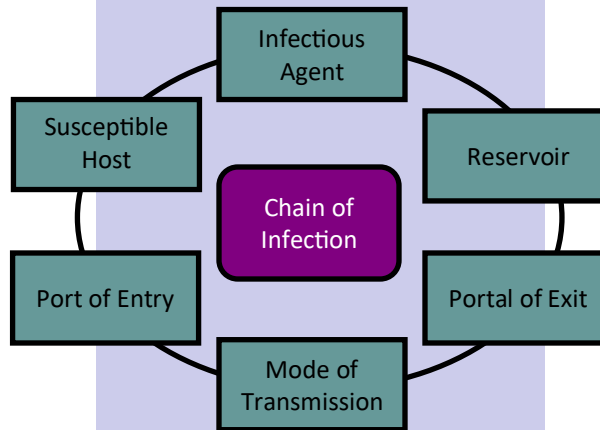 Infectious
Agent
Susceptible
Host
Reservoir
Chain of
Infection
Port of Entry
Portal of Exit
Mode of
Transmission